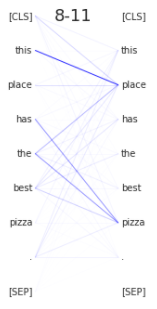 8-11
[CLS] [CLS]
this this
place place
has has
the the
best best
pizza pizza
. .
[SEP] [SEP]